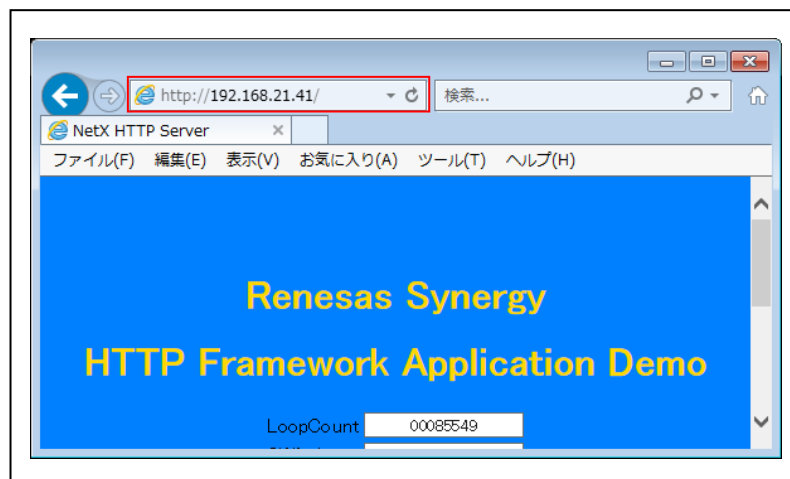 http://192.168.21.41/
検索...
NetX HTTP Server
ファイル(F) 編集(E) 表示(V) お気に入り(A) ツール(T) ヘルプ(H)
Renesas Synergy
HTTP Framework Application Demo
LoopCount 00085549